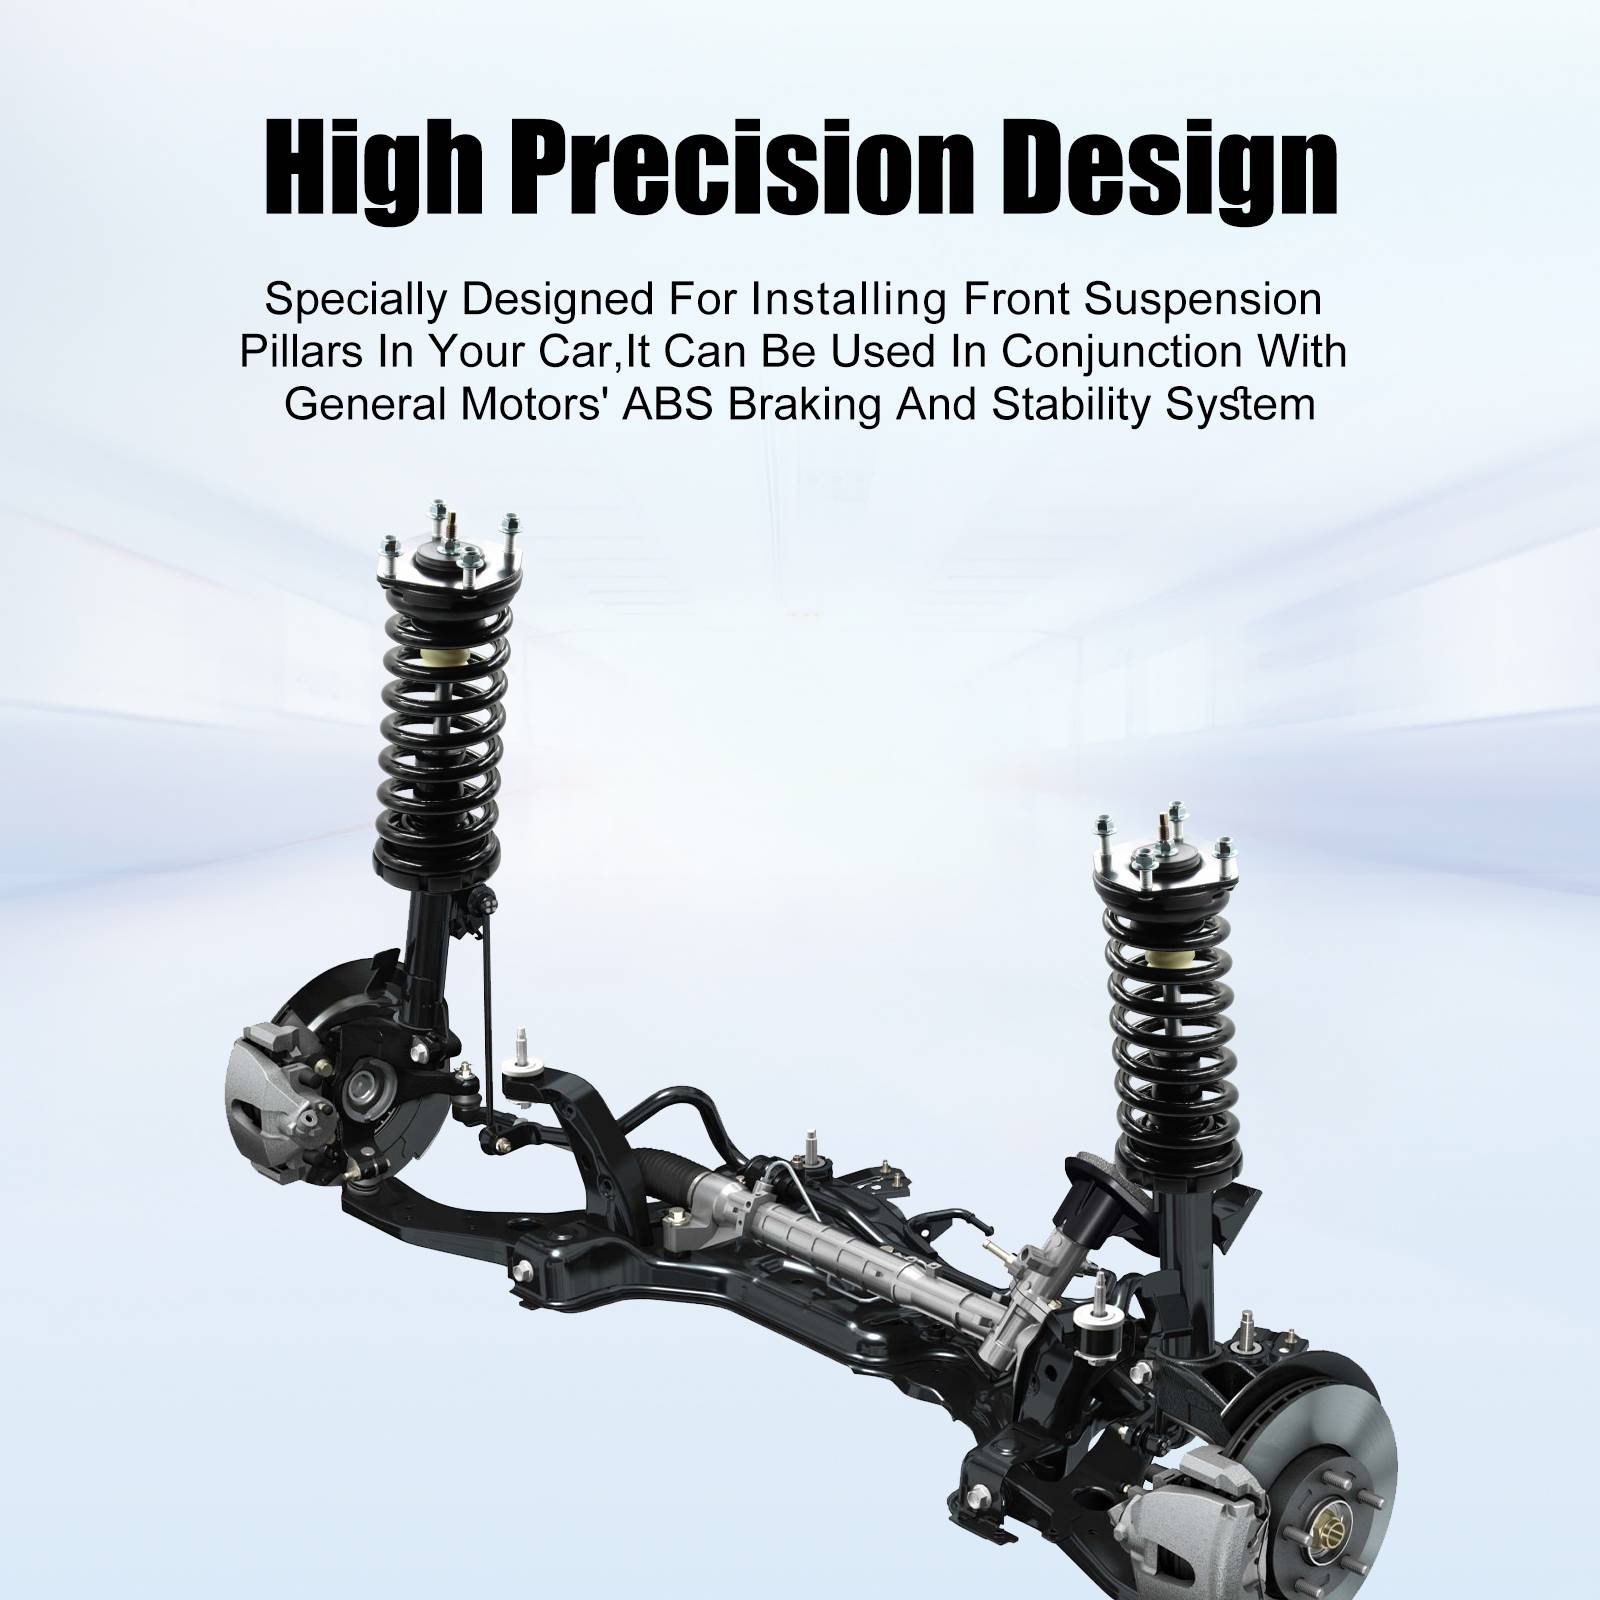 High Precision Design
Specially Designed For Installing Front Suspension
Pillars In Your Car,It Can Be Used In Conjunction With
General Motors' ABS Braking And Stability System